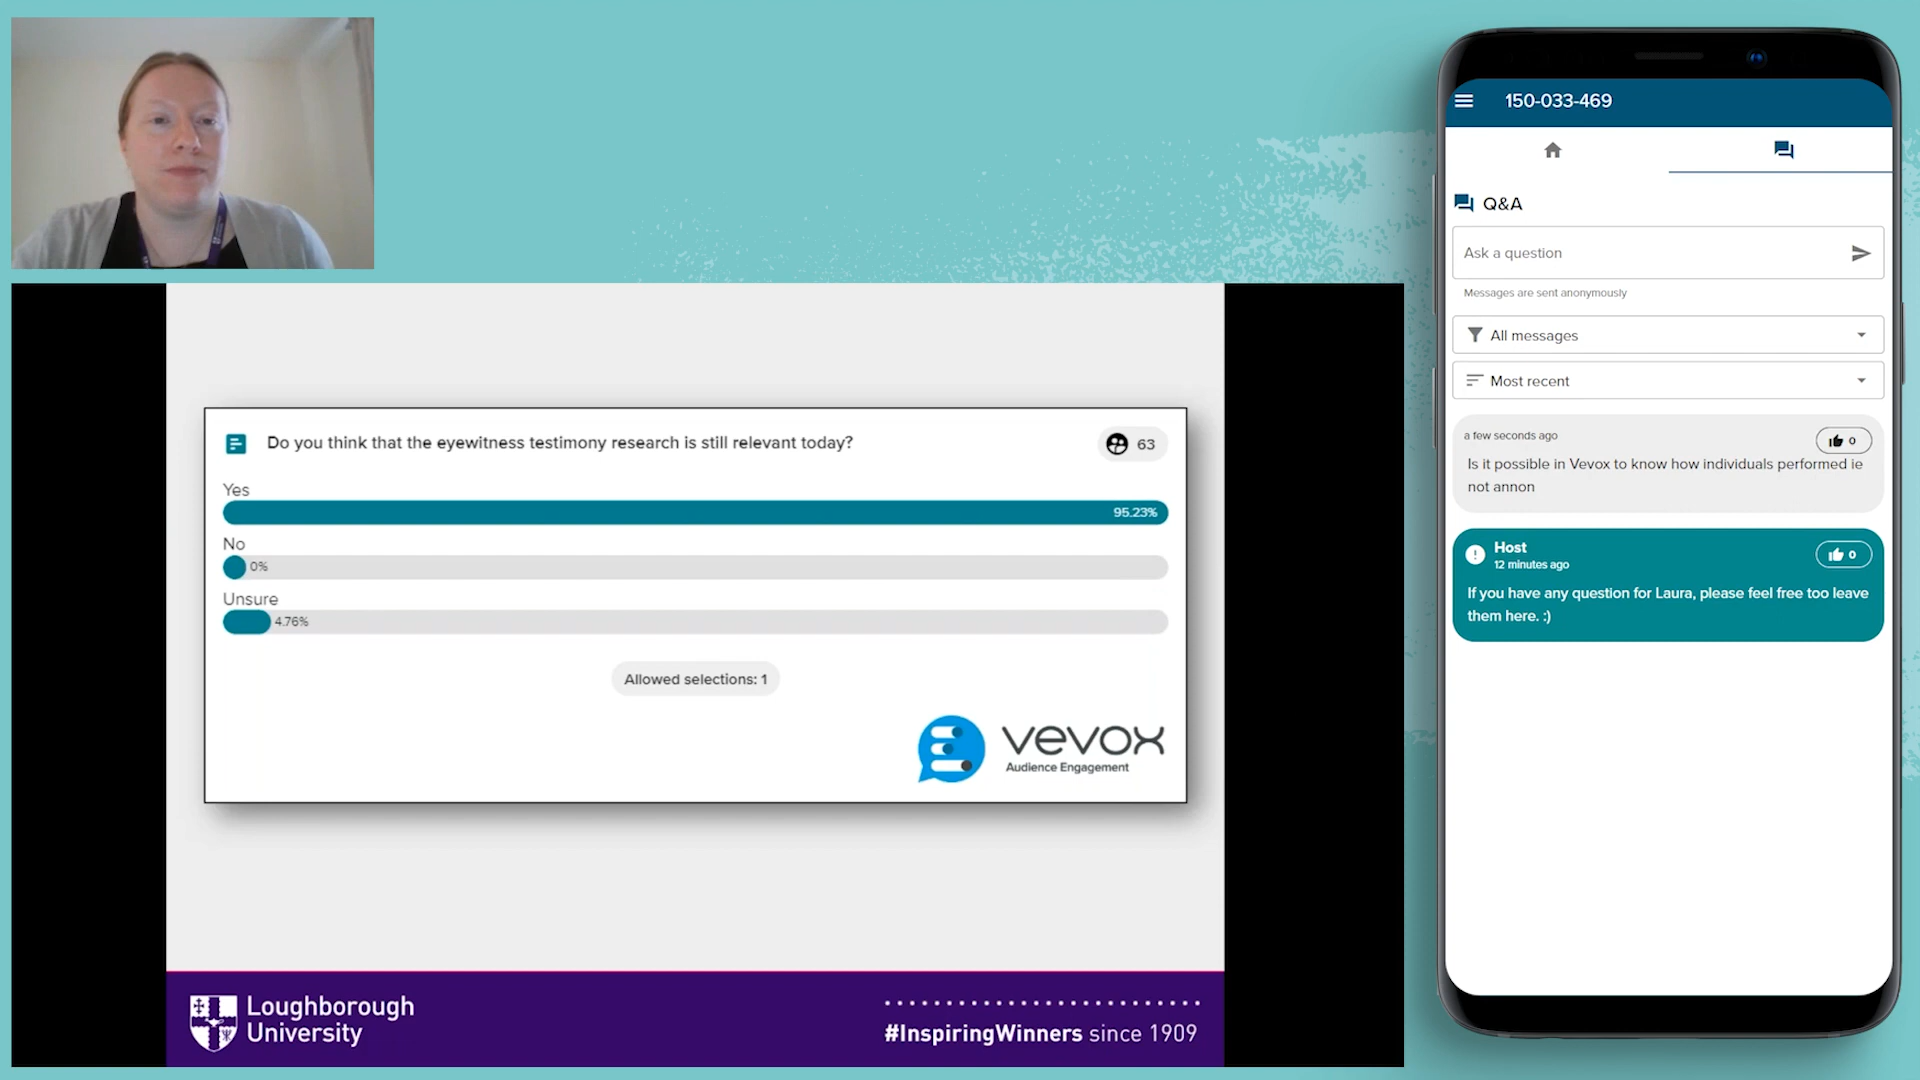 Do you think that the eyewitness testimony research is still relevant today?
63
Yes
95.23%
No
0%
Unsure
4.76%
Allowed selections: 1
vevox
Audience Engagement
Loughborough
University
#InspiringWinners since 1909
150-033-469
Q&A
Ask a question
Messages are sent anonymously
All messages
Most recent
a few seconds ago
0
Is it possible in Vevox to know how individuals performed ie
not annon
Host
12 minutes ago
0
If you have any question for Laura, please feel free too leave
them here. :)